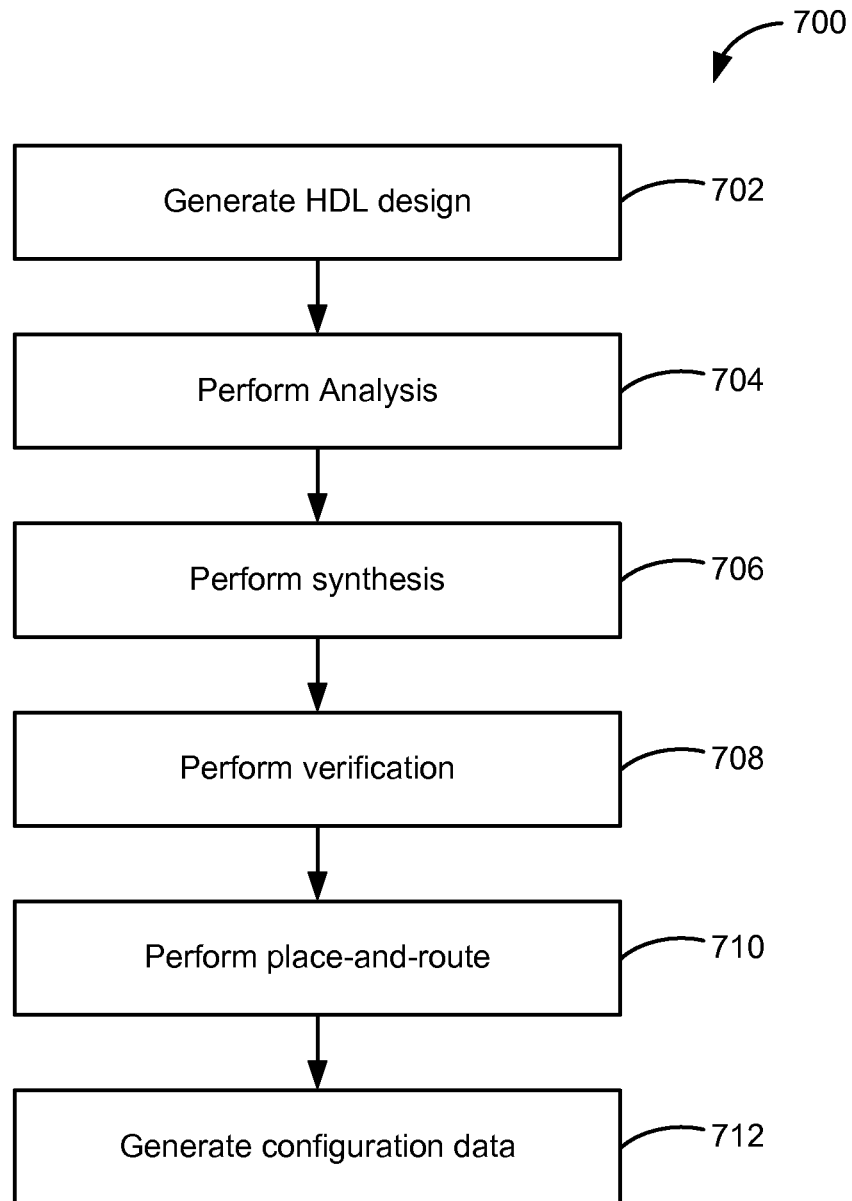 700
Generate HDL design
702
Perform Analysis
704
Perform synthesis
706
Perform verification
708
Perform place-and-route
710
Generate configuration data
712